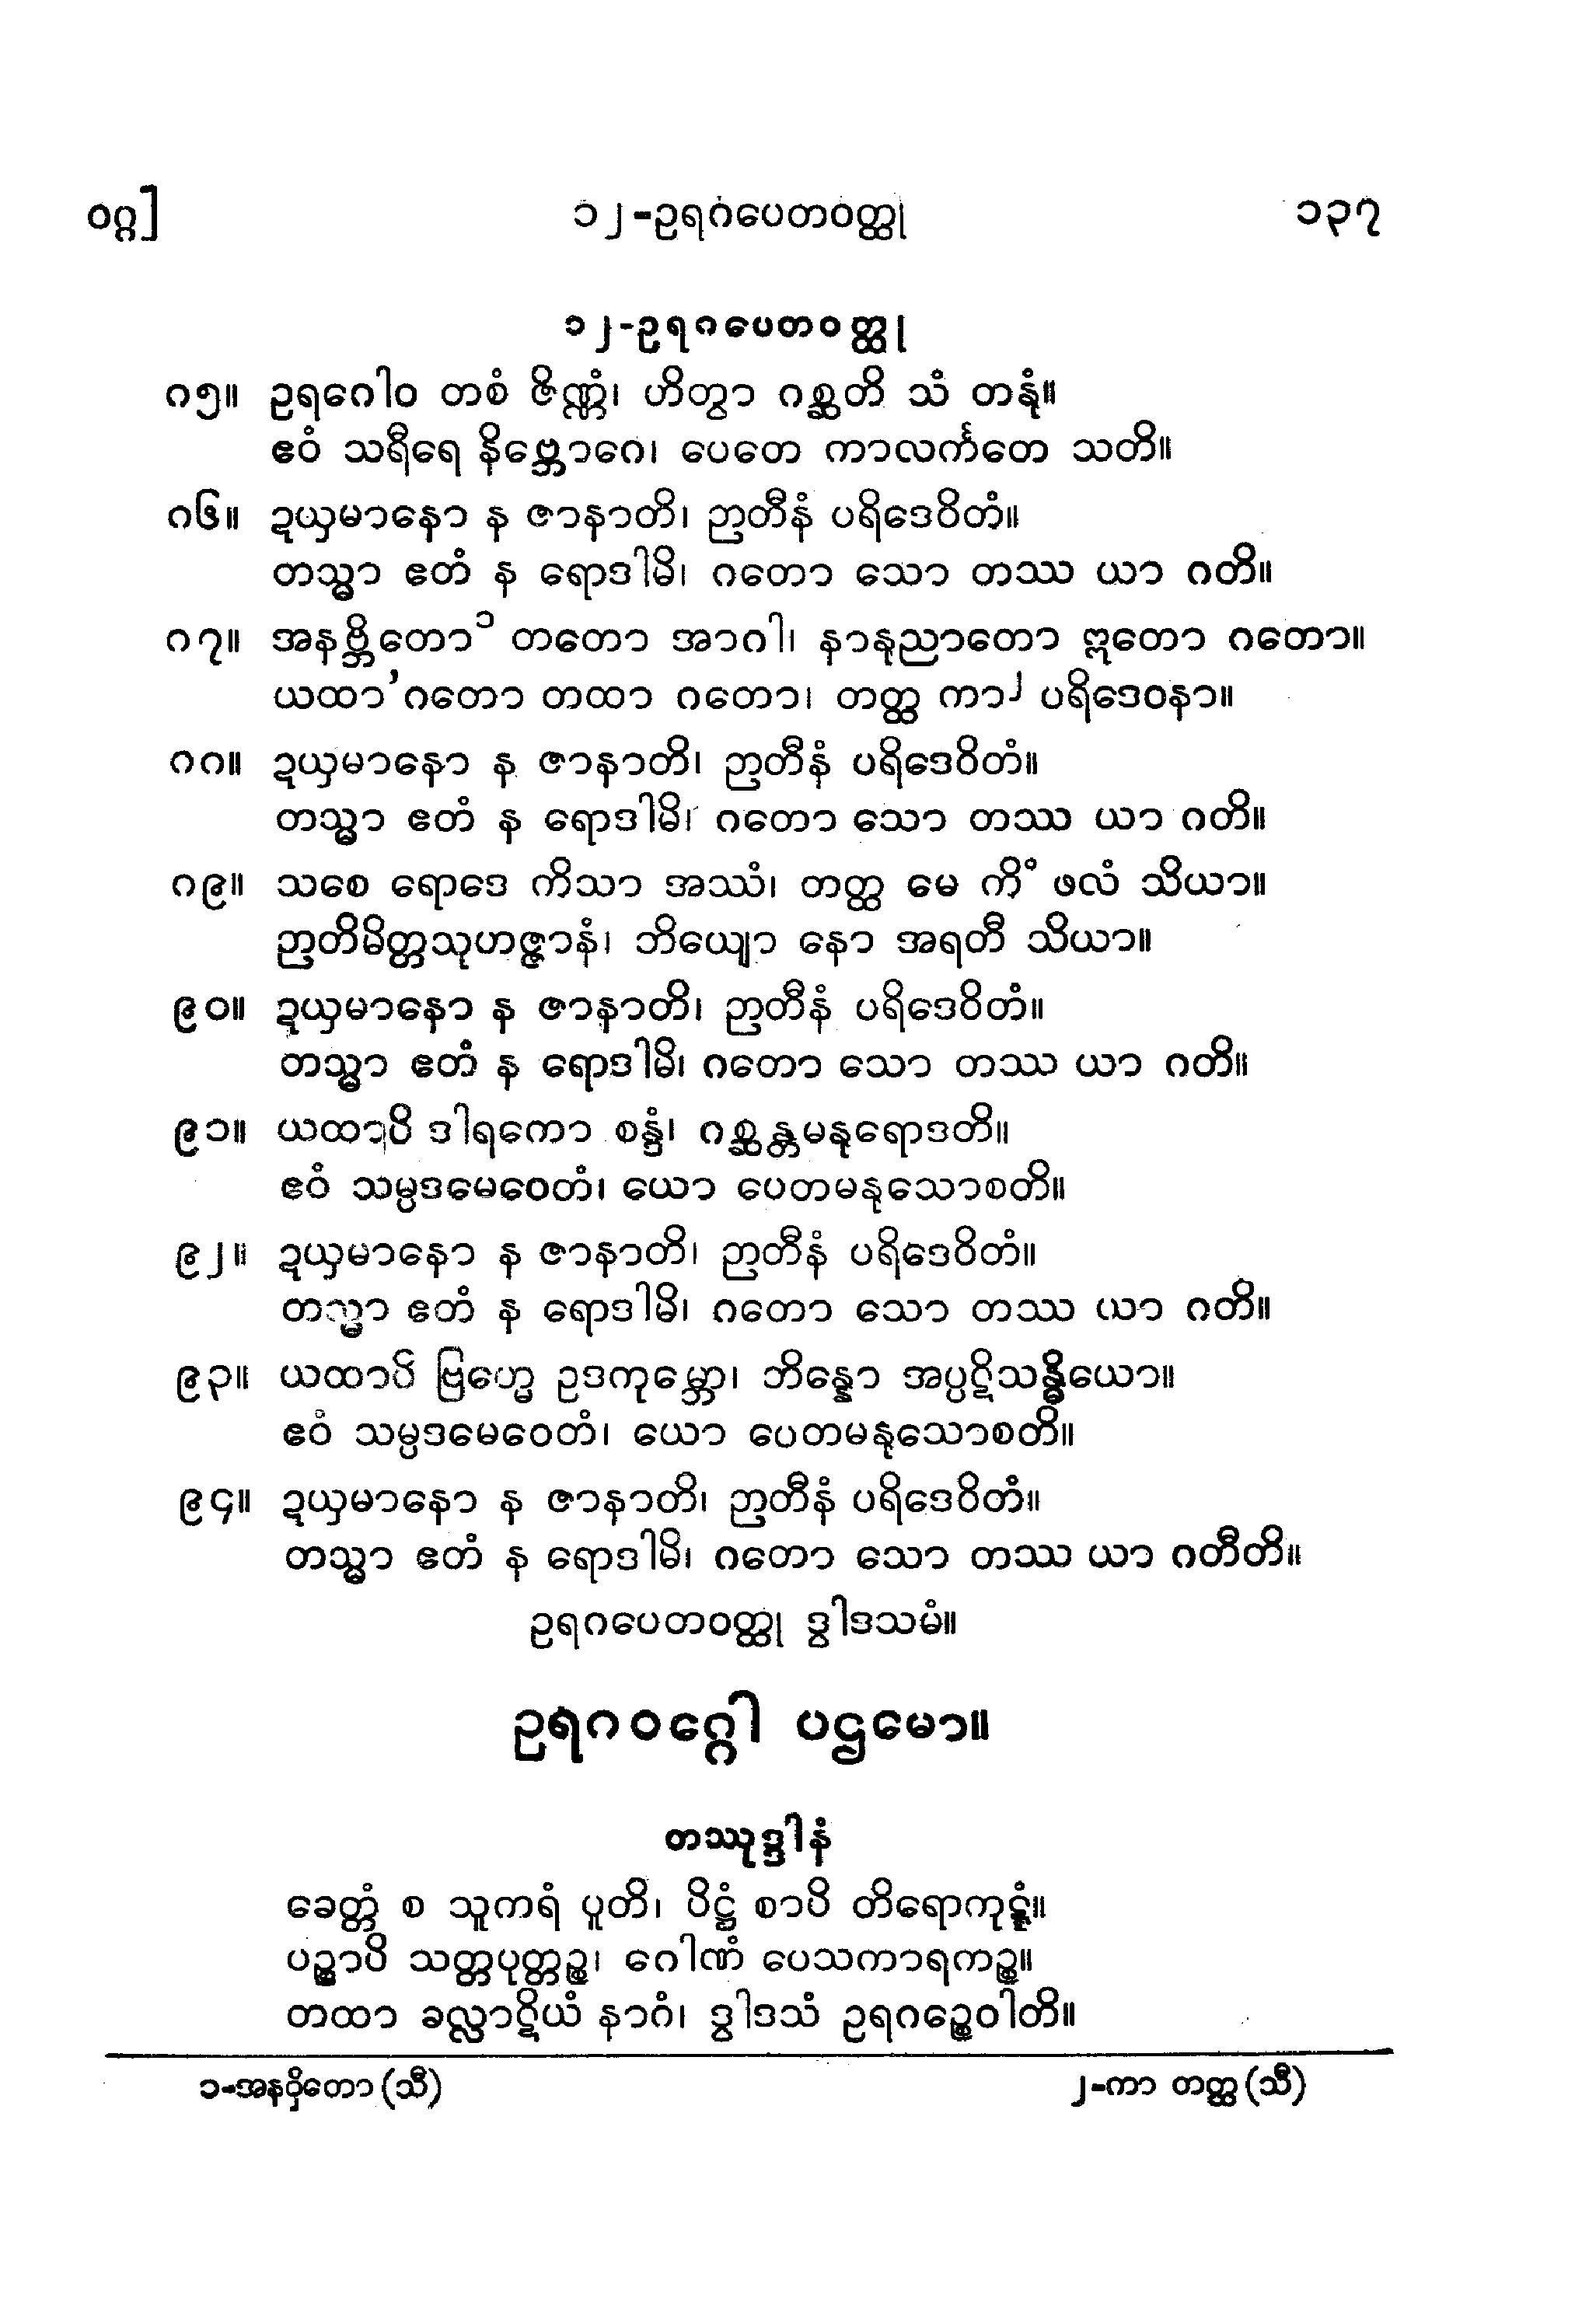 ဝဂ္ဂ]	၁၂-ဥရဂပေတဝတ္ထု	၁၃၇
၁၂-ဥရဂပေတဝတ္ထု
၈၅။ ဥရဂေါဝ တစံ ဇိဏ္ဏံ၊ ဟိတွာ ဂစ္ဆတိ သံ တနုံ။
ဧဝံ သရီရေ နိဗ္ဘောဂေ၊ ပေတေ ကာလင်္ကတေ သတိ။
၈၆။ ဍယှမာနော န ဇာနာတိ၊ ဉာတီနံ ပရိဒေဝိတံ။
တသ္မာ ဧတံ န ရောဒါမိ၊ ဂတော သော တဿ ယာ ဂတိ။
၈၇။ အနဗ္ဘိတော၁ တတော အာဂါ၊ နာနုညာတော ဣတော ဂတော။
ယထာ’ဂတော တထာ ဂတော၊ တတ္ထ ကာ၂ ပရိဒေဝနာ။
၈၈။ ဍယှမာနော န ဇာနာတိ၊ ဉာတီနံ ပရိဒေဝိတံ။
တသ္မာ ဧတံ န ရောဒါမိ၊ ဂတော သော တဿ ယာ ဂတိ။
၈၉။ သစေ ရောဒေ ကိသာ အဿံ၊ တတ္ထ မေ ကိံ ဖလံ သိယာ။
ဉာတိမိတ္တသုဟဇ္ဇာနံ၊ ဘိယျော နော အရတီ သိယာ။
၉၀။ ဍယှမာနော န ဇာနာတိ၊ ဉာတီနံ ပရိဒေဝိတံ။
တသ္မာ ဧတံ န ရောဒါမိ၊ ဂတော သော တဿ ယာ ဂတိ။
၉၁။ ယထာပိ ဒါရကော စန္ဒံ၊ ဂစ္ဆန္တမနုရောဒတိ။
ဧဝံ သမ္ပဒမေဝေတံ၊ ယော ပေတမနုသောစတိ။
၉၂။ ဍယှမာနော န ဇာနာတိ၊ ဉာတီနံ ပရိဒေဝိတံ။
တသ္မာ ဧတံ န ရောဒါမိ၊ ဂတော သော တဿ ယာ ဂတိ။
၉၃။ ယထာပိ ဗြဟ္မေ ဥဒကုမ္ဘော၊ ဘိန္နော အပ္ပဋိသန္ဓိယော။
ဧဝံ သမ္ပဒမေဝေတံ၊ ယော ပေတမနုသောစတိ။
၉၄။ ဍယှမာနော န ဇာနာတိ၊ ဉာတီနံ ပရိဒေဝိတံ။
တသ္မာ ဧတံ န ရောဒါမိ၊ ဂတော သော တဿ ယာ ဂတီတိ။
ဥရဂပေတဝတ္ထု ဒွါဒသမံ။
ဥရဂဝဂ္ဂေါ ပဌမော။
တဿုဒ္ဒါနံ
ခေတ္တံ စ သူကရံ ပူတိ၊ ပိဋ္ဌံ စာပိ တိရောကုဋ္ဋံ။
ပဉ္စာပိ သတ္တပုတ္တဉ္စ၊ ဂေါဏံ ပေသကာရကဉ္စ။
တထာ ခလ္လာဋိယံ နာဂံ၊ ဒွါဒသံ ဥရဂဉ္စေဝါတိ။
၁-အနဝှိတော (သီ)	၂-ကာ တတ္ထ (သီ)